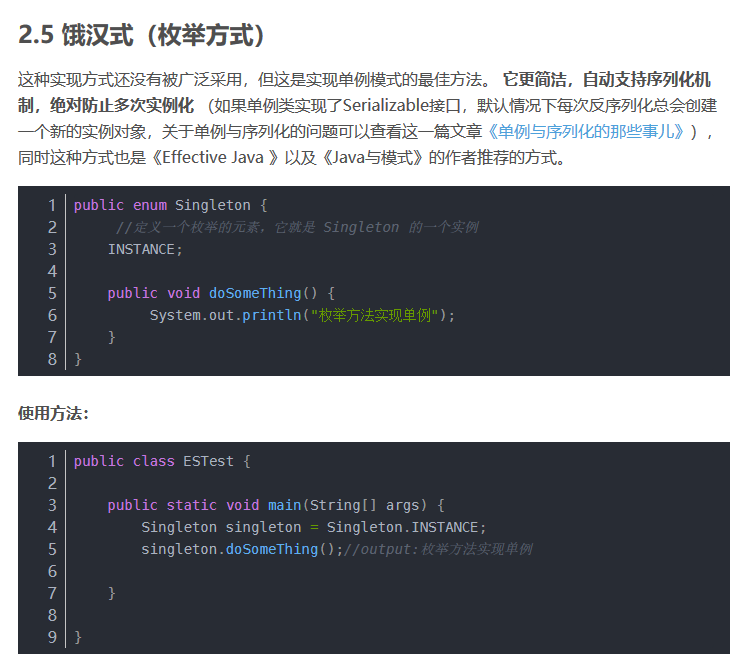 2.5 饿汉式（枚举方式）
这种实现方式还没有被广泛采用，但这是实现单例模式的最佳方法。 它更简洁，自动支持序列化机
制，绝对防止多次实例化 （如果单例类实现了Serializable接口，默认情况下每次反序列化总会创建
一个新的实例对象，关于单例与序列化的问题可以查看这一篇文章《单例与序列化的那些事儿》），
同时这种方式也是《Effective Java 》以及《Java与模式》的作者推荐的方式。
1 public enum Singleton {
2      //定义一个枚举的元素，它就是 Singleton 的一个实例
3     INSTANCE;
4
5     public void doSomeThing() {
6          System.out.println("枚举方法实现单例");
7     }
8 }
使用方法：
1 public class ESTest {
2
3     public static void main(String[] args) {
4         Singleton singleton = Singleton.INSTANCE;
5         singleton.doSomeThing();//output:枚举方法实现单例
6
7     }
8
9 }